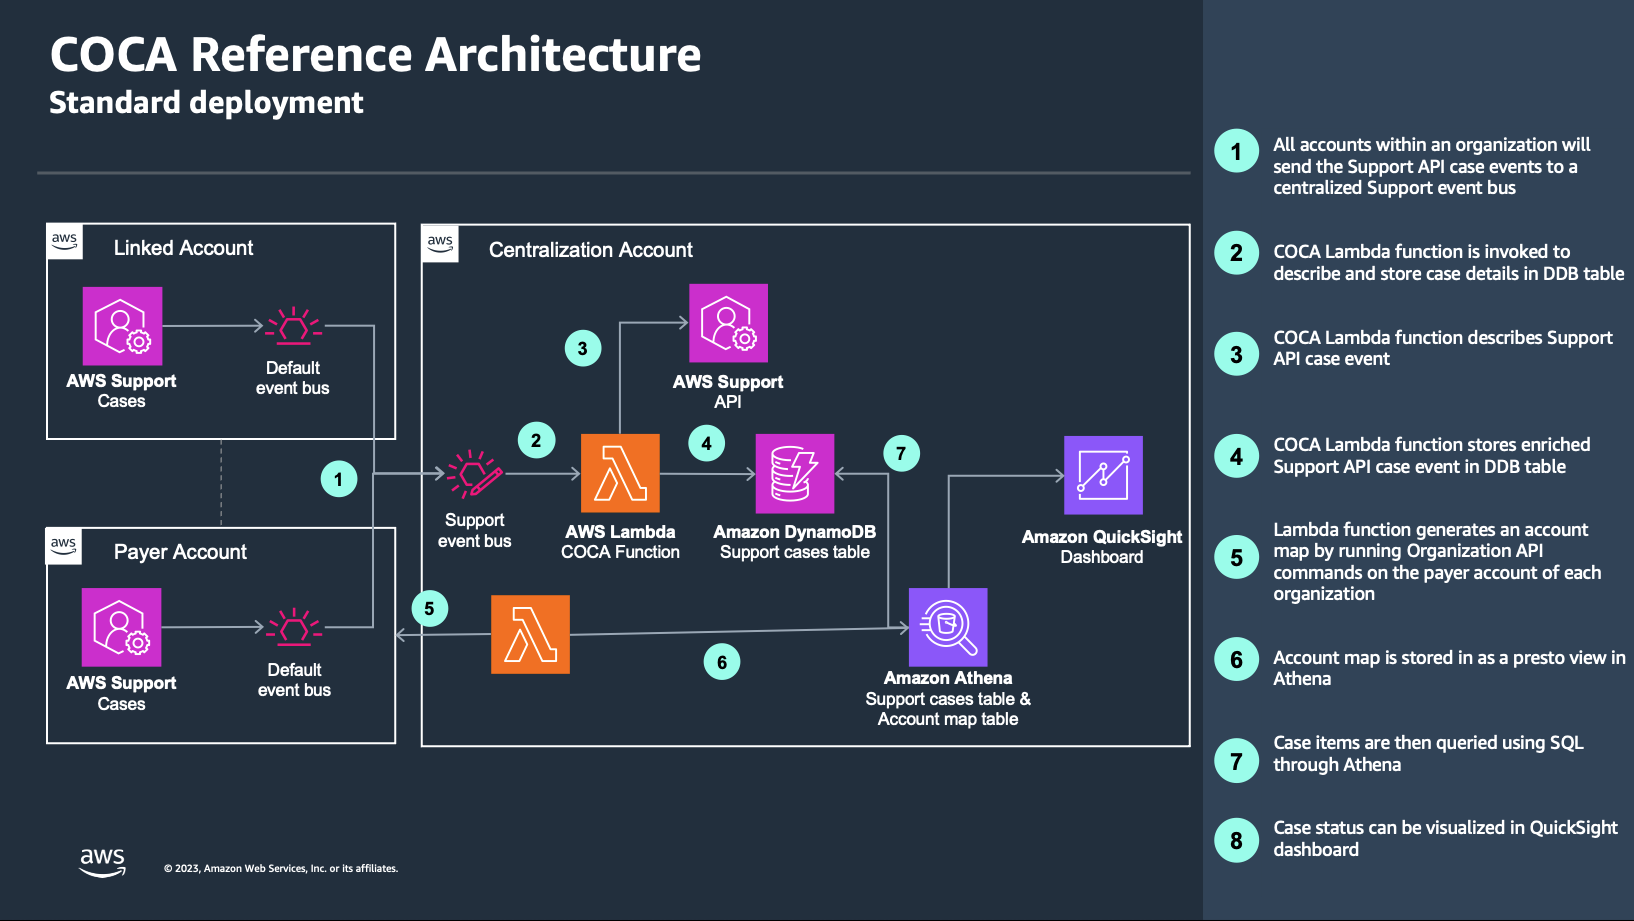 COCA Reference Architecture
Standard deployment
aws
Linked Account
AWS Support
Cases
Default
event bus
aws
Payer Account
AWS Support
Cases
Default
event bus
1
aws
Centralization Account
3
AWS Support
API
2
4
7
Support
event bus
AWS Lambda
COCA Function
Amazon DynamoDB
Support cases table
Amazon QuickSight
Dashboard
5
6
Amazon Athena
Support cases table &
Account map table
1
All accounts within an organization will
send the Support API case events to a
centralized Support event bus
2
COCA Lambda function is invoked to
describe and store case details in DDB table
3
COCA Lambda function describes Support
API case event
4
COCA Lambda function stores enriched
Support API case event in DDB table
5
Lambda function generates an account
map by running Organization API
commands on the payer account of each
organization
6
Account map is stored in as a presto view in
Athena
7
Case items are then queried using SQL
through Athena
8
Case status can be visualized in QuickSight
dashboard
aws
© 2023, Amazon Web Services, Inc. or its affiliates.